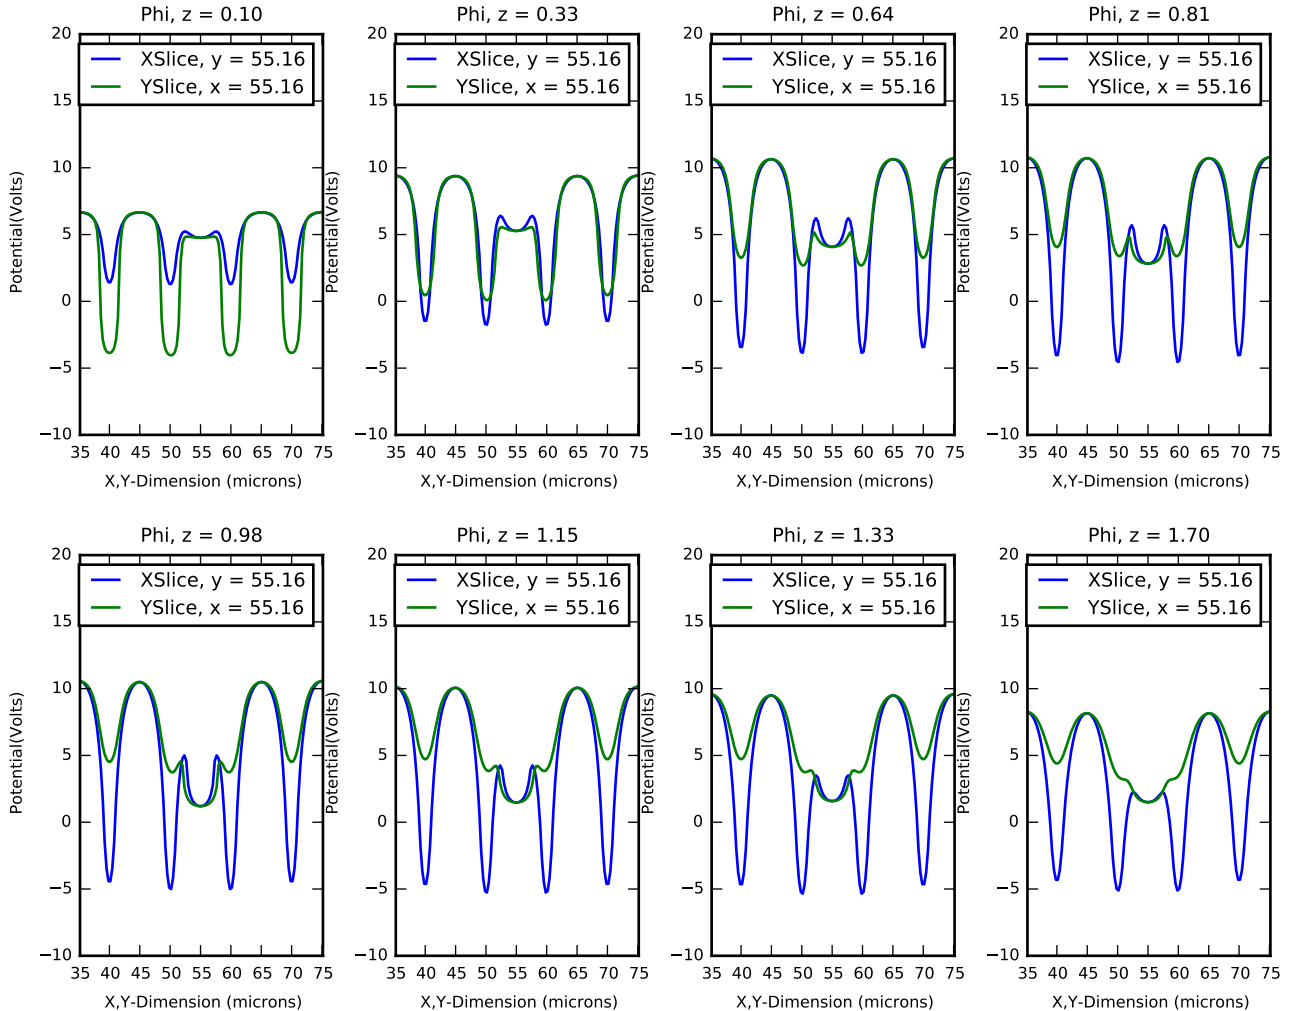 Phi, z = 0.10
XSlice, y = 55.16
YSlice, x = 55.16
Potential(Volts)
20
15
10
5
0
−5
−10
35 40 45 50 55 60 65 70 75
X,Y-Dimension (microns)
Phi, z = 0.33
XSlice, y = 55.16
YSlice, x = 55.16
Potential(Volts)
20
15
10
5
0
−5
−10
35 40 45 50 55 60 65 70 75
X,Y-Dimension (microns)
Phi, z = 0.64
XSlice, y = 55.16
YSlice, x = 55.16
Potential(Volts)
20
15
10
5
0
−5
−10
35 40 45 50 55 60 65 70 75
X,Y-Dimension (microns)
Phi, z = 0.81
XSlice, y = 55.16
YSlice, x = 55.16
Potential(Volts)
20
15
10
5
0
−5
−10
35 40 45 50 55 60 65 70 75
X,Y-Dimension (microns)
Phi, z = 0.98
XSlice, y = 55.16
YSlice, x = 55.16
Potential(Volts)
20
15
10
5
0
−5
−10
35 40 45 50 55 60 65 70 75
X,Y-Dimension (microns)
Phi, z = 1.15
XSlice, y = 55.16
YSlice, x = 55.16
Potential(Volts)
20
15
10
5
0
−5
−10
35 40 45 50 55 60 65 70 75
X,Y-Dimension (microns)
Phi, z = 1.33
XSlice, y = 55.16
YSlice, x = 55.16
Potential(Volts)
20
15
10
5
0
−5
−10
35 40 45 50 55 60 65 70 75
X,Y-Dimension (microns)
Phi, z = 1.70
XSlice, y = 55.16
YSlice, x = 55.16
Potential(Volts)
20
15
10
5
0
−5
−10
35 40 45 50 55 60 65 70 75
X,Y-Dimension (microns)